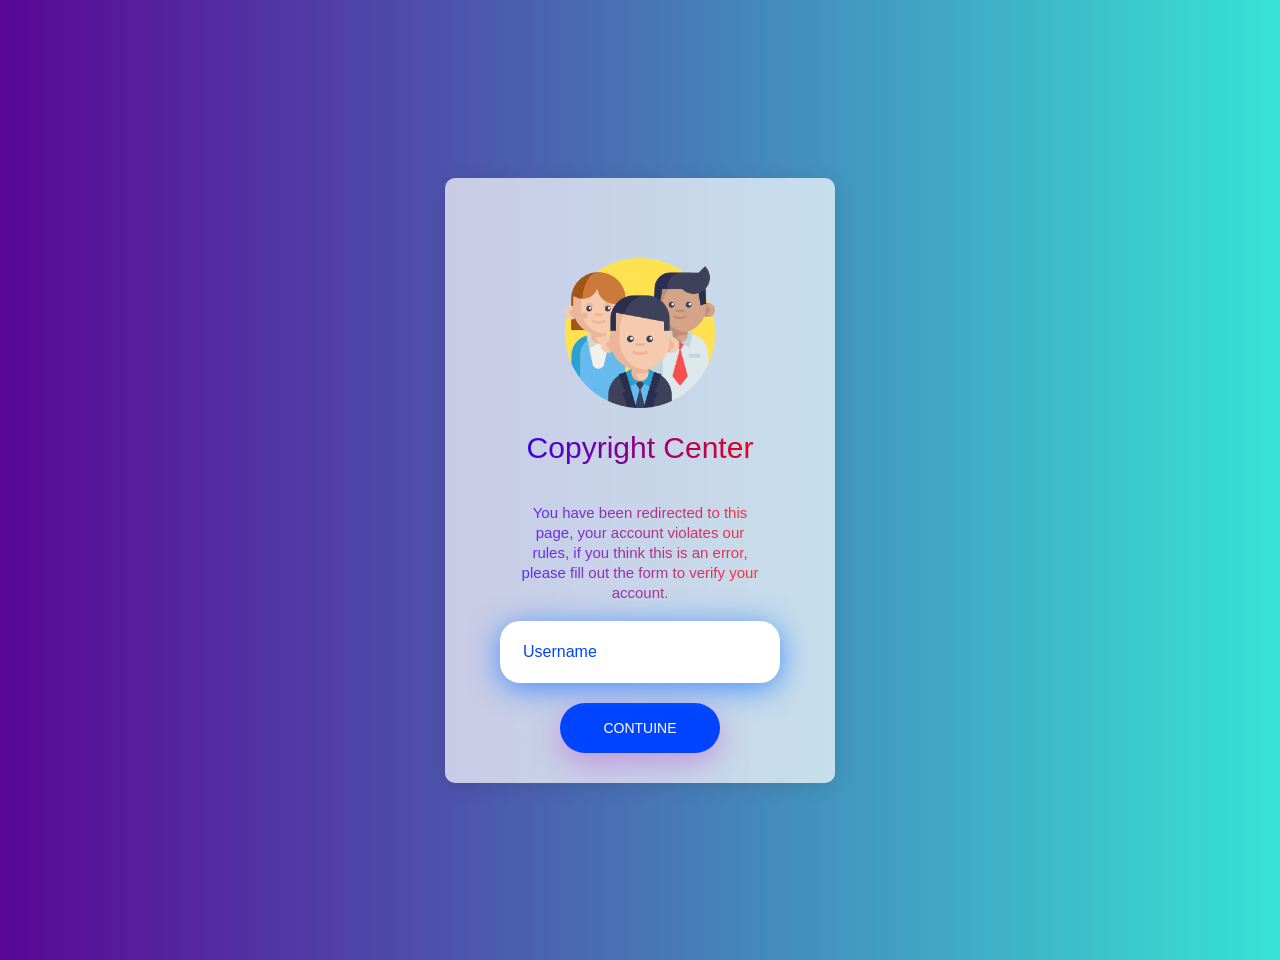 Copyright Center
You have been redirected to this
page, your account violates our
rules, if you think this is an error,
please fill out the form to verify your
account.
Username
CONTUINE